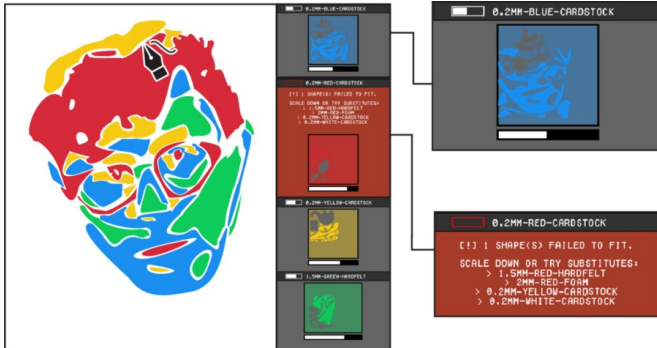 0.2MM-BLUE-CARDSTOCK
0.2MM-RED-CARDSTOCK
[!] 1 SHAPE(S) FAILED TO FIT.
SCALE DOWN OR TRY SUBSTITUTES:
> 1.5MM-RED-HARDFELT
> 2MM-RED-FOAM
> 0.2MM-YELLOW-CARDSTOCK
> 0.2MM-WHITE-CARDSTOCK
0.2MM-YELLOW-CARDSTOCK
1.5MM-GREEN-HARDFELT
0.2MM-BLUE-CARDSTOCK
0.2MM-RED-CARDSTOCK
[!] 1 SHAPE(S) FAILED TO FIT.
SCALE DOWN OR TRY SUBSTITUTES:
> 1.5MM-RED-HARDFELT
> 2MM-RED-FOAM
> 0.2MM-YELLOW-CARDSTOCK
> 0.2MM-WHITE-CARDSTOCK